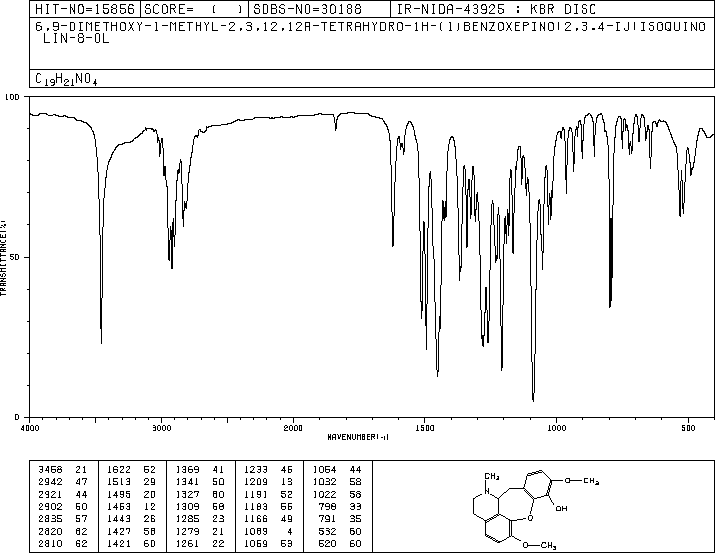 HIT-NO=15856 SCORE= ( ) SDBS-NO=30188 IR-NIDA-43925 : KBR DISC
6,9-DIMETHOXY-1-METHYL-2,3,12,12A-TETRAHYDRO-1H-(1)BENZOXEPINO(2,3,4-IJ)ISOQUINO
LIN-8-OL
C19H21NO4
100
50
0
TRANSMITTANCE(%)
4000 3000 2000 1500 1000 500
WAVENUMBER(-1)
3458 21 1622 52 1369 41 1233 46 1054 44
2942 47 1513 29 1341 50 1209 13 1032 58
2921 44 1495 20 1327 60 1191 52 1022 58
2902 50 1453 12 1309 58 1183 55 798 33
2835 57 1443 26 1285 23 1166 49 791 35
2820 62 1427 58 1279 21 1089 4 532 60
2810 62 1421 60 1261 22 1059 53 520 60
CH3
N
O—CH3
OH
O
O—CH3